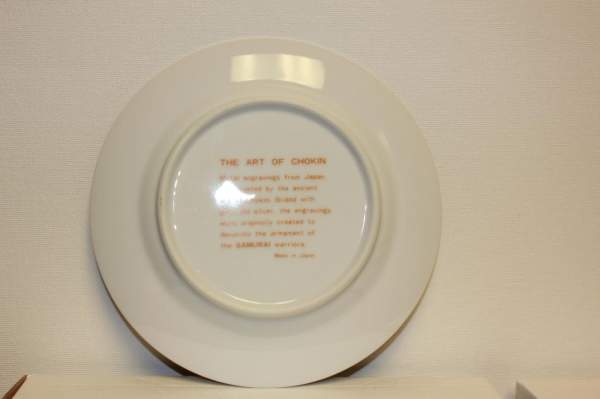 THE ART OF CHOKIN
Metal engravings from Japan,
by the ancient
Gilded with
silver, the engravings
were originally created to
decorate the armament of
the SAMURAI warriors.
Made in Japan